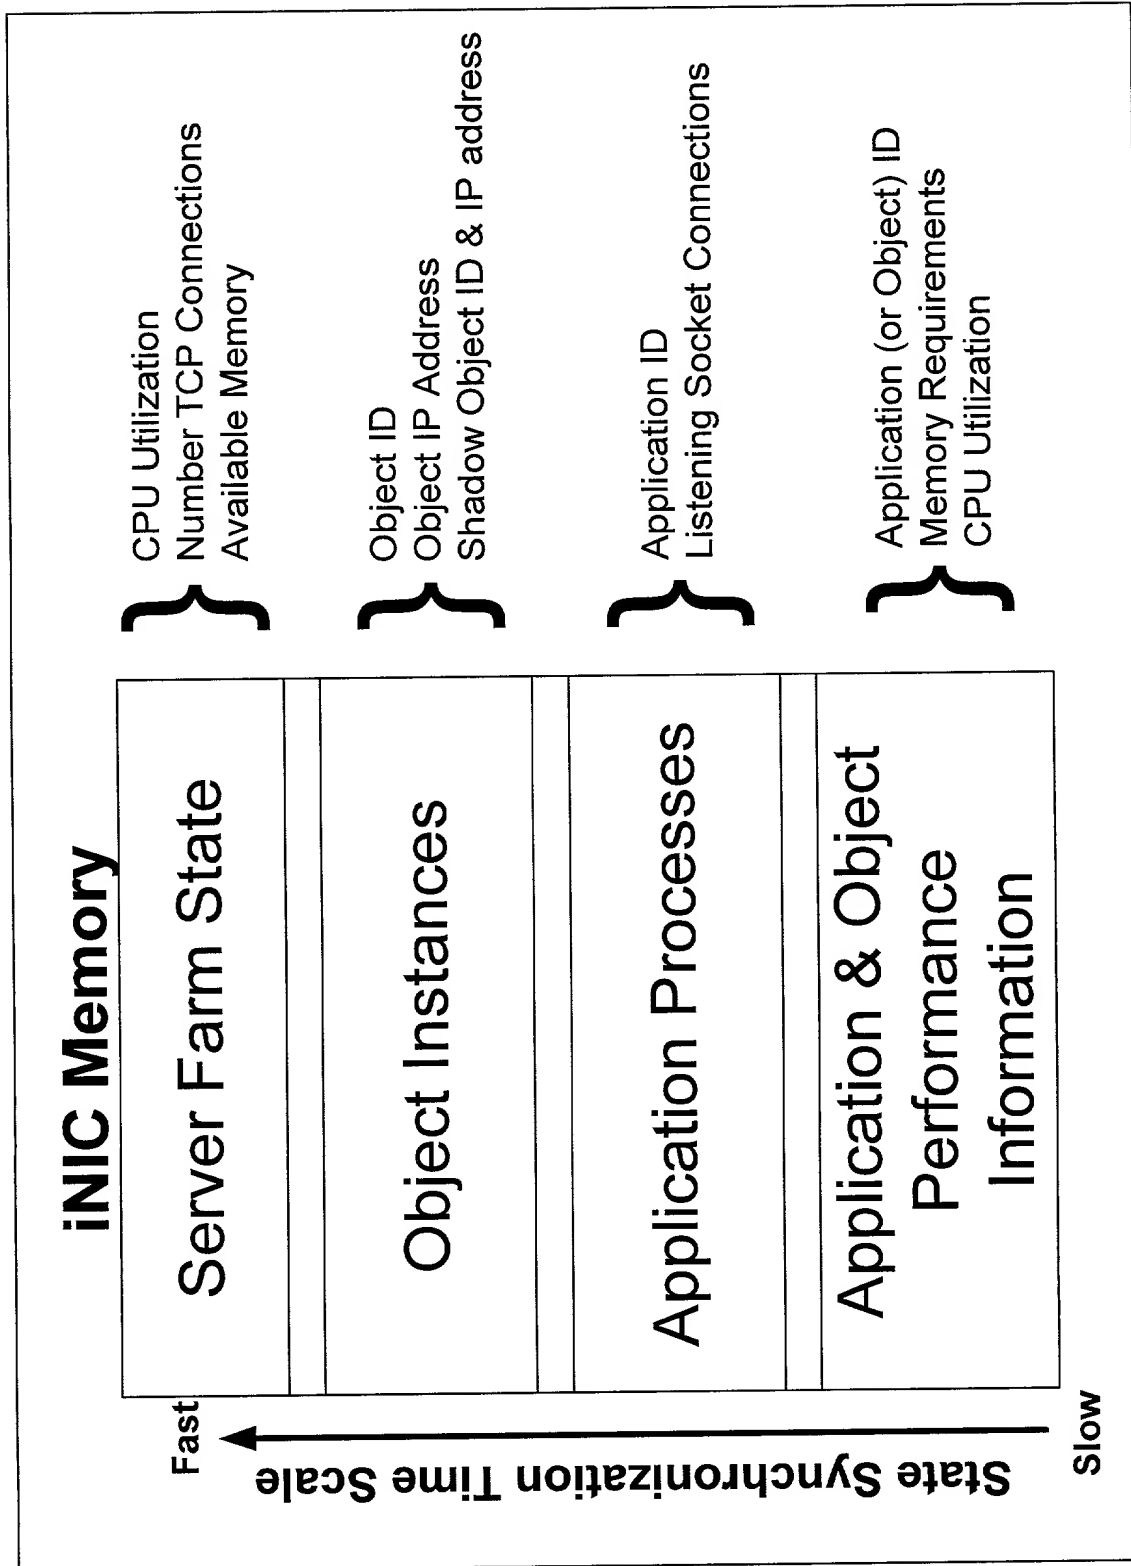 iNIC Memory
Fast
State Synchronization Time Scale
Slow
Server Farm State
CPU Utilization
Number TCP Connections
Available Memory
Object Instances
Object ID
Object IP Address
Shadow Object ID & IP address
Application Processes
Application ID
Listening Socket Connections
Application & Object
Performance
Information
Application (or Object) ID
Memory Requirements
CPU Utilization